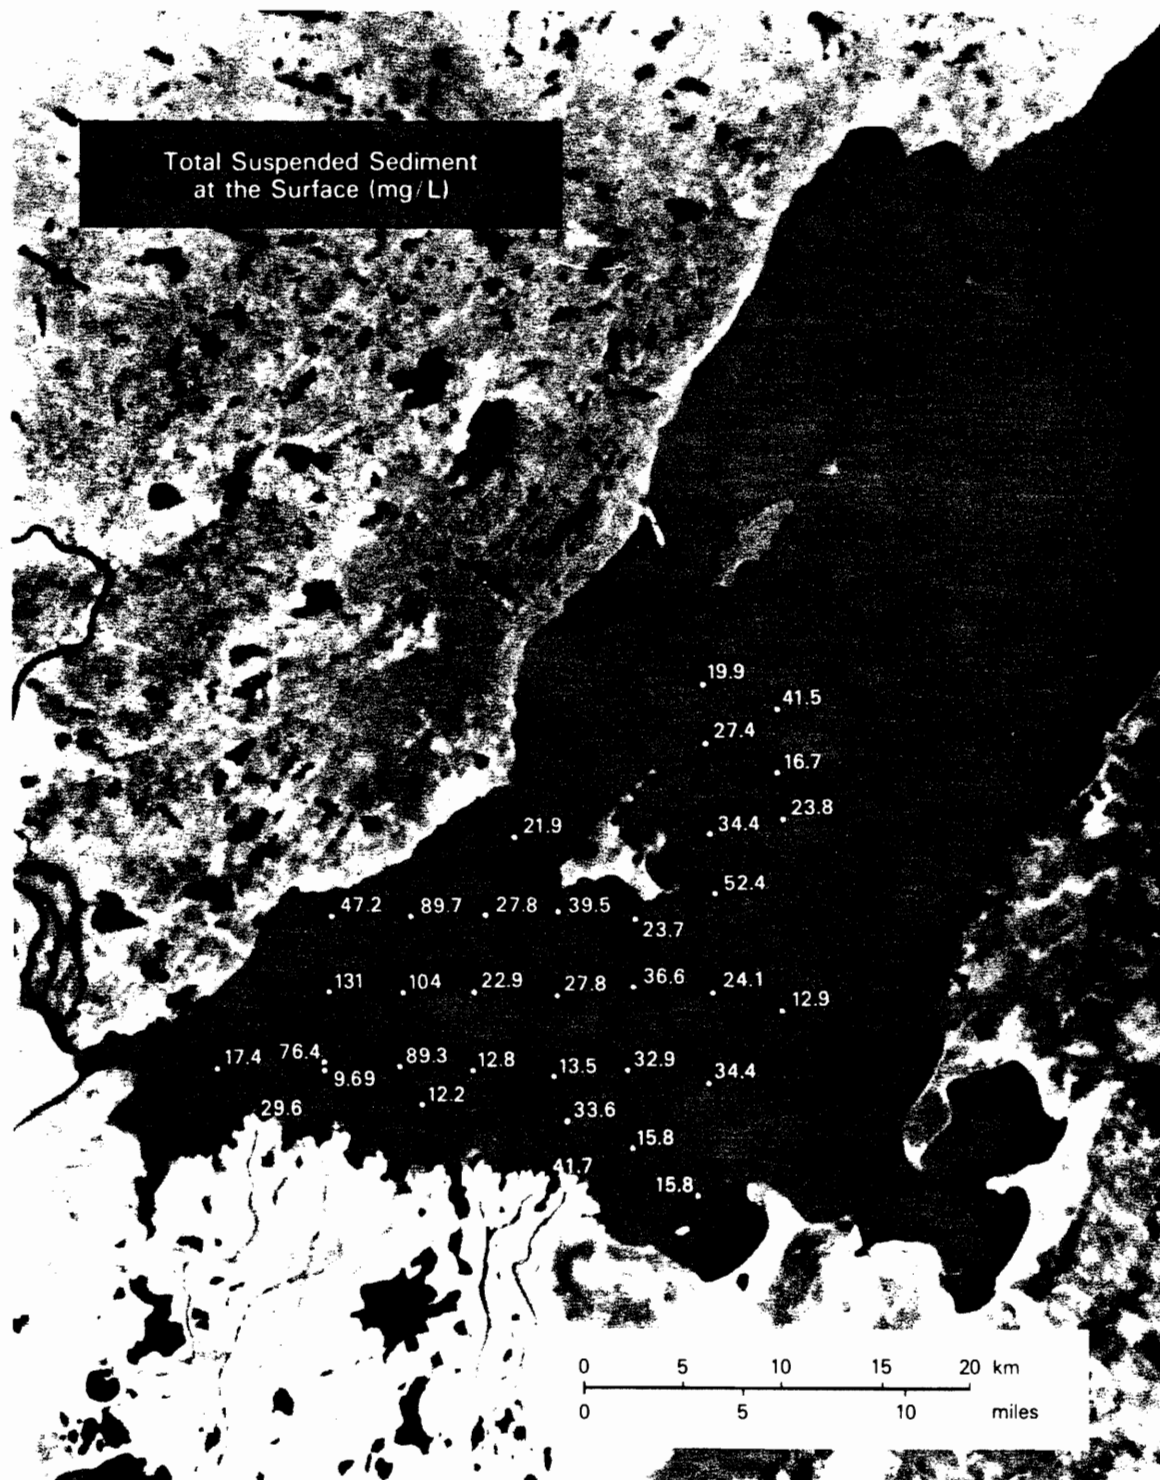 Total Suspended Sediment
at the Surface (mg/L)
19.9
41.5
27.4
16.7
23.8
34.4
21.9
52.4
47.2 89.7 27.8 39.5
23.7
131 104 22.9 27.8 36.6 24.1
12.9
17.4 76.4 89.3 12.8 13.5 32.9 34.4
9.69
12.2
29.6 33.6
15.8
41.7
15.8
0 5 10 15 20 km
0 5 10 miles